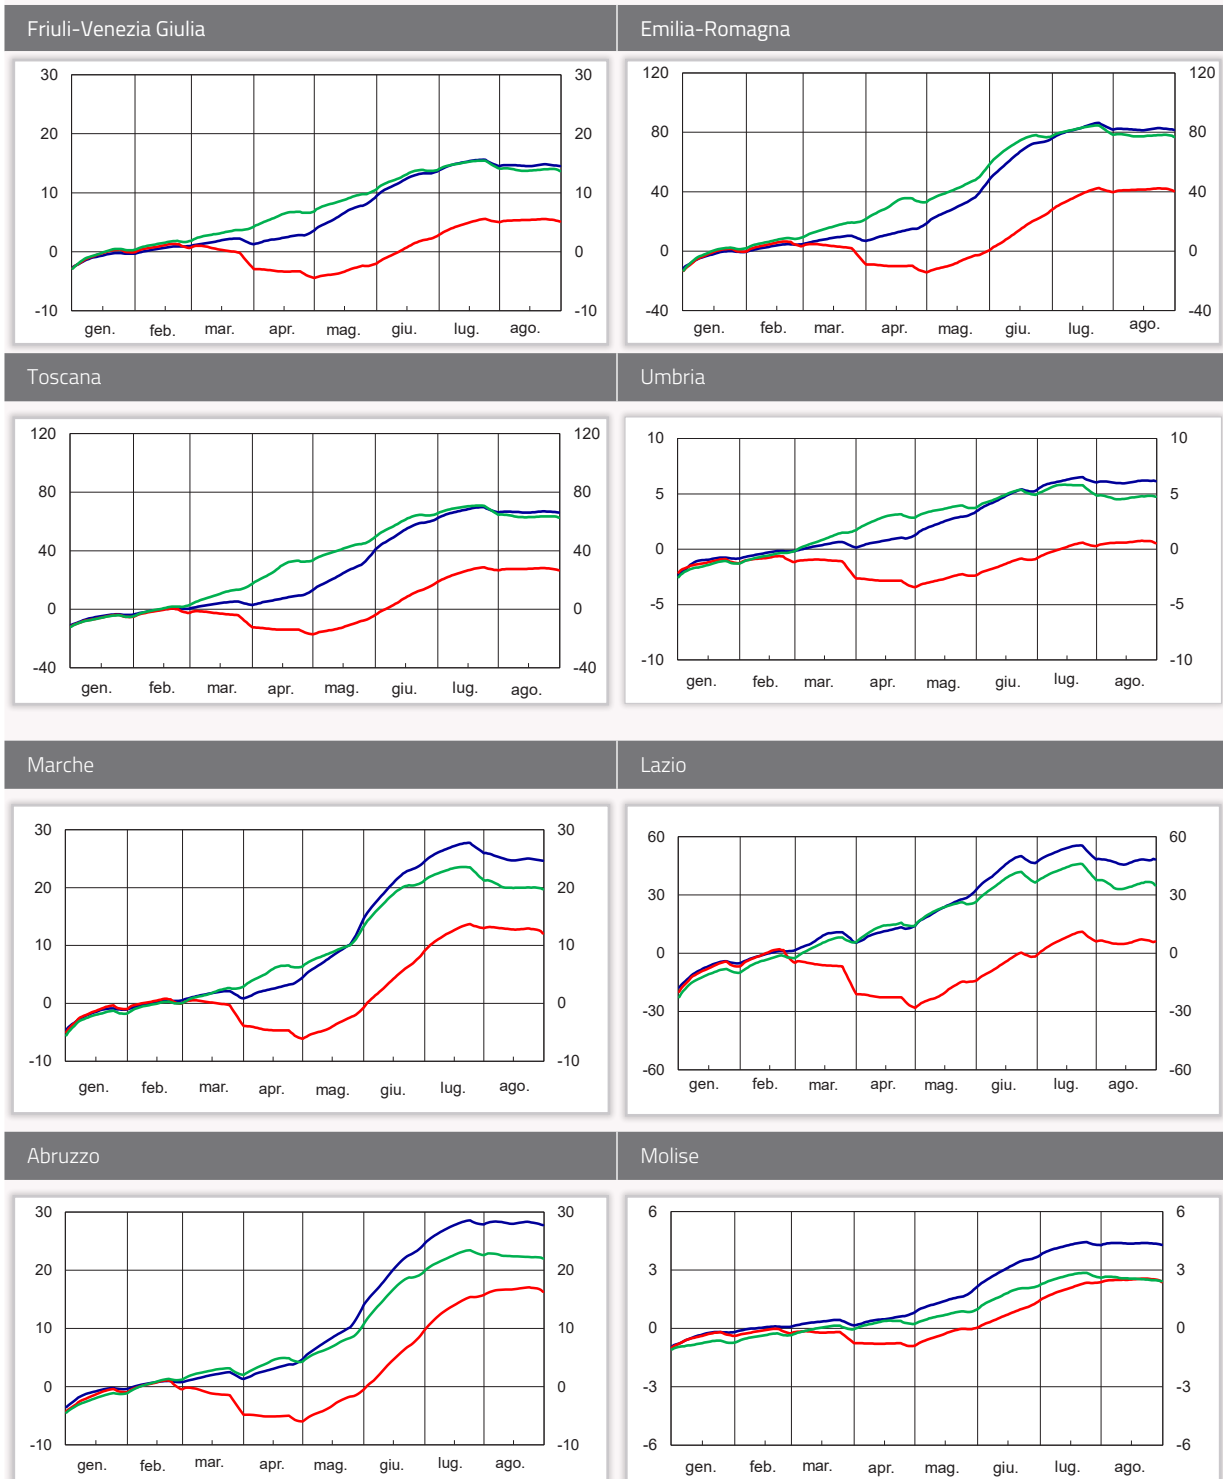 Friuli-Venezia Giulia
Emilia-Romagna
30 30
20 20
10 10
0 0
-10 -10
gen. feb. mar. apr. mag. giu. lug. ago.
120 120
80 80
40 40
0 0
-40 -40
gen. feb. mar. apr. mag. giu. lug. ago.
Toscana
Umbria
120 120
80 80
40 40
0 0
-40 -40
gen. feb. mar. apr. mag. giu. lug. ago.
10 10
5 5
0 0
-5 -5
-10 -10
gen. feb. mar. apr. mag. giu. lug. ago.
Marche
Lazio
30 30
20 20
10 10
0 0
-10 -10
gen. feb. mar. apr. mag. giu. lug. ago.
60 60
30 30
0 0
-30 -30
-60 -60
gen. feb. mar. apr. mag. giu. lug. ago.
Abruzzo
Molise
30 30
20 20
10 10
0 0
-10 -10
gen. feb. mar. apr. mag. giu. lug. ago.
6 6
3 3
0 0
-3 -3
-6 -6
gen. feb. mar. apr. mag. giu. lug. ago.